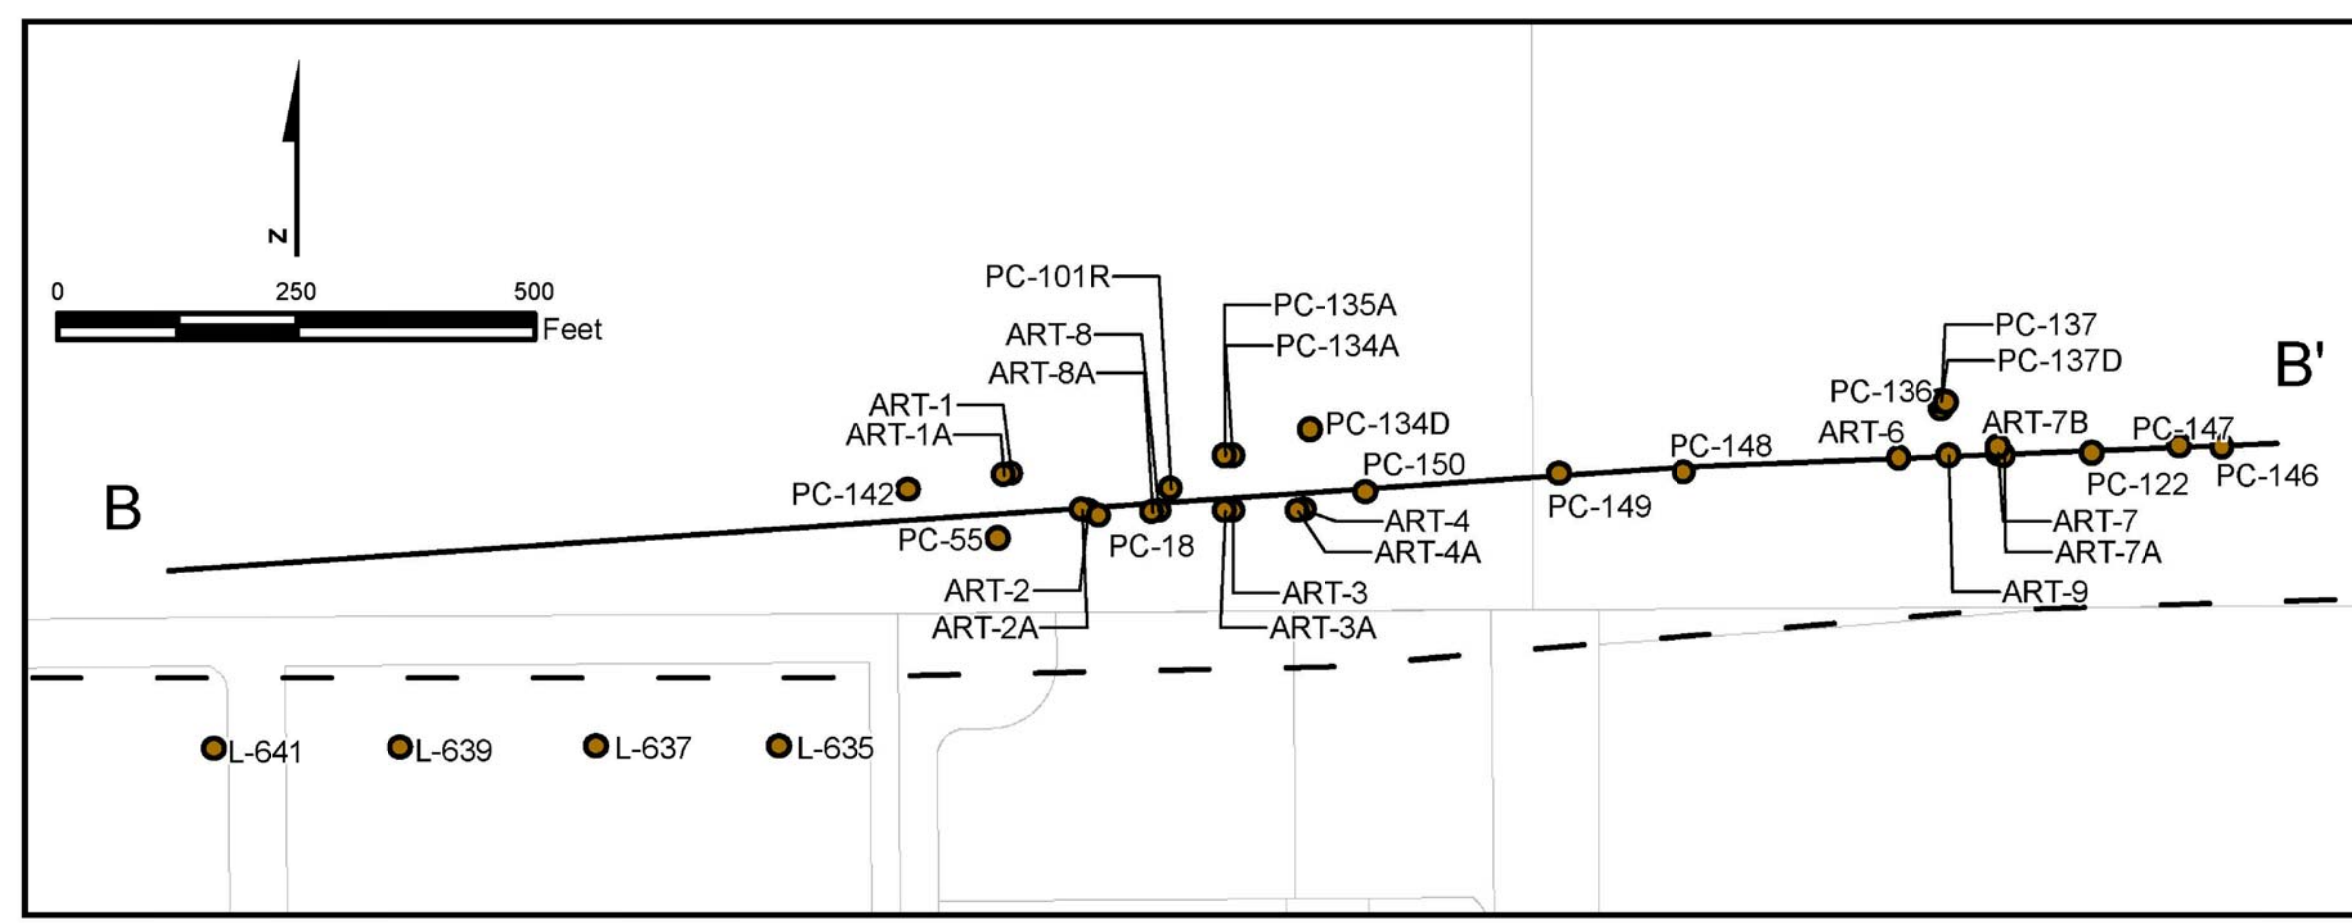 N
0 250 500
Feet
PC-101R
PC-135A
ART-8
PC-134A
ART-8A
PC-137
PC-137D
B'
PC-136
ART-1
ART-1A
PC-134D
ART-6
ART-7B
PC-147
PC-148
PC-150
PC-142
B
PC-149
PC-122
PC-146
PC-55
PC-18
ART-4
ART-4A
ART-7
ART-7A
ART-2
ART-3
ART-9
ART-2A
ART-3A
L-641
L-639
L-637
L-635